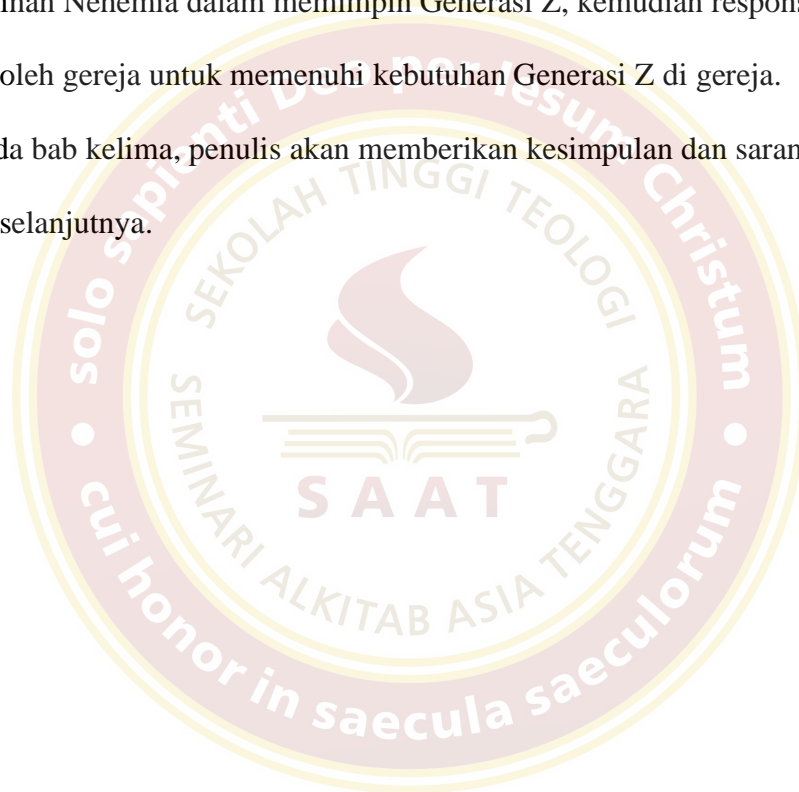 inan Nehemia dalam memimpin Generasi Z, kemudian respons
oleh gereja untuk memenuhi kebutuhan Generasi Z di gereja.
da bab kelima, penulis akan memberikan kesimpulan dan saran
selanjutnya.
solo sapienti Deo per Iesum Christum
cui honor in saecula saeculorum
SEKOLAH TINGGI TEOLOGI
SEMINARI ALKITAB ASIA TENGGARA
SAAT